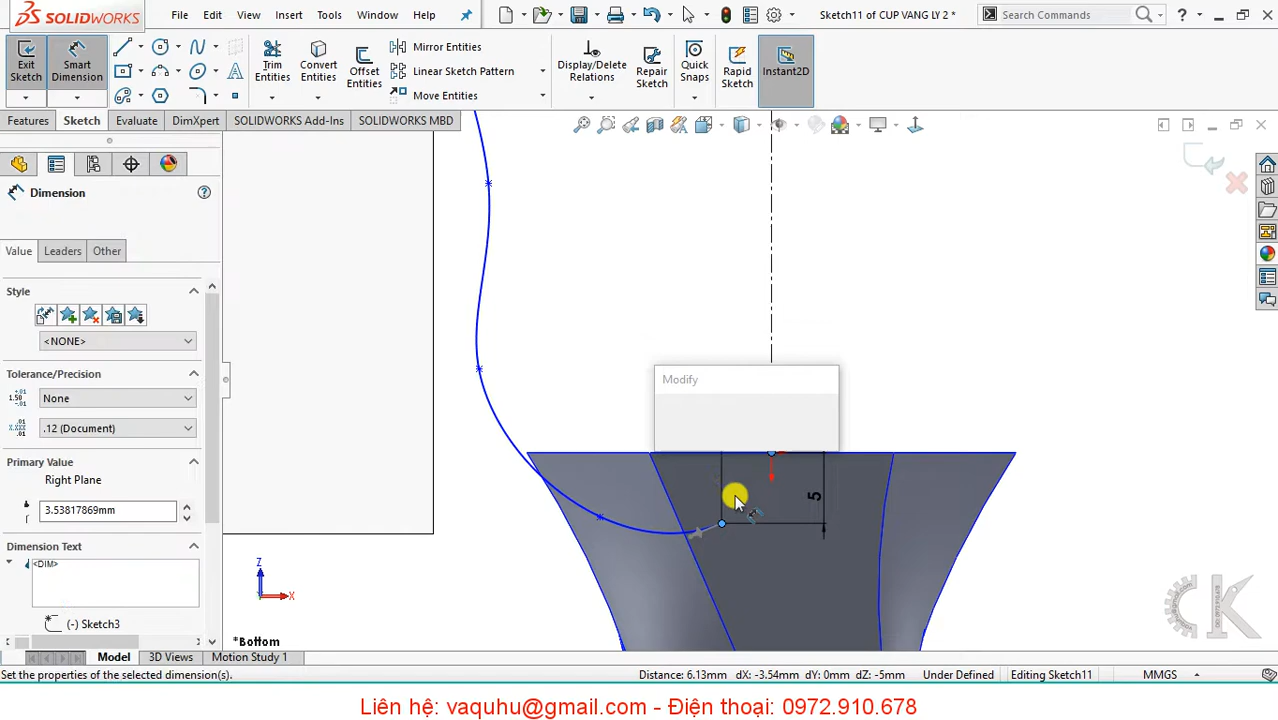 SOLIDWORKS File Edit View Insert Tools Window Help Sketch11 of CUP VANG LY 2 * Search Commands ?
Exit Sketch Smart Dimension Trim Entities Convert Entities Offset Entities Mirror Entities Linear Sketch Pattern Move Entities Display/Delete Relations Repair Sketch Quick Snaps Rapid Sketch Instant2D
Features Sketch Evaluate DimXpert SOLIDWORKS Add-Ins SOLIDWORKS MBD
Dimension ?
Value Leaders Other
Style
<NONE>
Tolerance/Precision
None
.12 (Document)
Primary Value
Right Plane
3.53817869mm
Dimension Text
<DIM>
(-) Sketch3
Modify
5
Z
X
*Bottom
Model 3D Views Motion Study 1
Set the properties of the selected dimension(s). Distance: 6.13mm dX: -3.54mm dY: 0mm dZ: -5mm Under Defined Editing Sketch11 MMGS
Liên hệ: vaquhu@gmail.com - Điện thoại: 0972.910.678